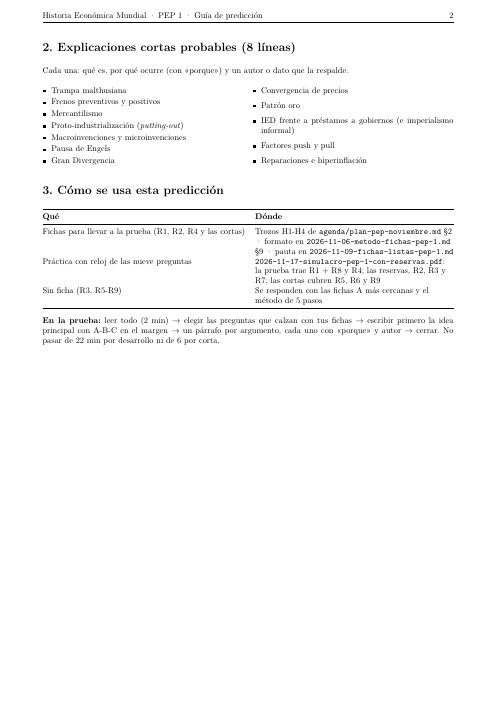 Historia Económica Mundial · PEP 1 · Guía de predicción 2
2. Explicaciones cortas probables (8 líneas)
Cada una: qué es, por qué ocurre (con «porque») y un autor o dato que la respalde.
▪ Trampa malthusiana
▪ Frenos preventivos y positivos
▪ Mercantilismo
▪ Proto-industrialización (putting-out)
▪ Macroinvenciones y microinvenciones
▪ Pausa de Engels
▪ Gran Divergencia
▪ Convergencia de precios
▪ Patrón oro
▪ IED frente a préstamos a gobiernos (e imperialismo
informal)
▪ Factores push y pull
▪ Reparaciones e hiperinflación
3. Cómo se usa esta predicción
Qué Dónde
Fichas para llevar a la prueba (R1, R2, R4 y las cortas) Trozos H1-H4 de agenda/plan-pep-noviembre.md §2
· formato en 2026-11-06-metodo-fichas-pep-1.md
§9 · pauta en 2026-11-09-fichas-listas-pep-1.md
Práctica con reloj de las nueve preguntas 2026-11-17-simulacro-pep-1-con-reservas.pdf:
la prueba trae R1 + R8 y R4; las reservas, R2, R3 y
R7; las cortas cubren R5, R6 y R9
Sin ficha (R3, R5-R9) Se responden con las fichas A más cercanas y el
método de 5 pasos
En la prueba: leer todo (2 min) → elegir las preguntas que calzan con tus fichas → escribir primero la idea
principal con A-B-C en el margen → un párrafo por argumento, cada uno con «porque» y autor → cerrar. No
pasar de 22 min por desarrollo ni de 6 por corta.